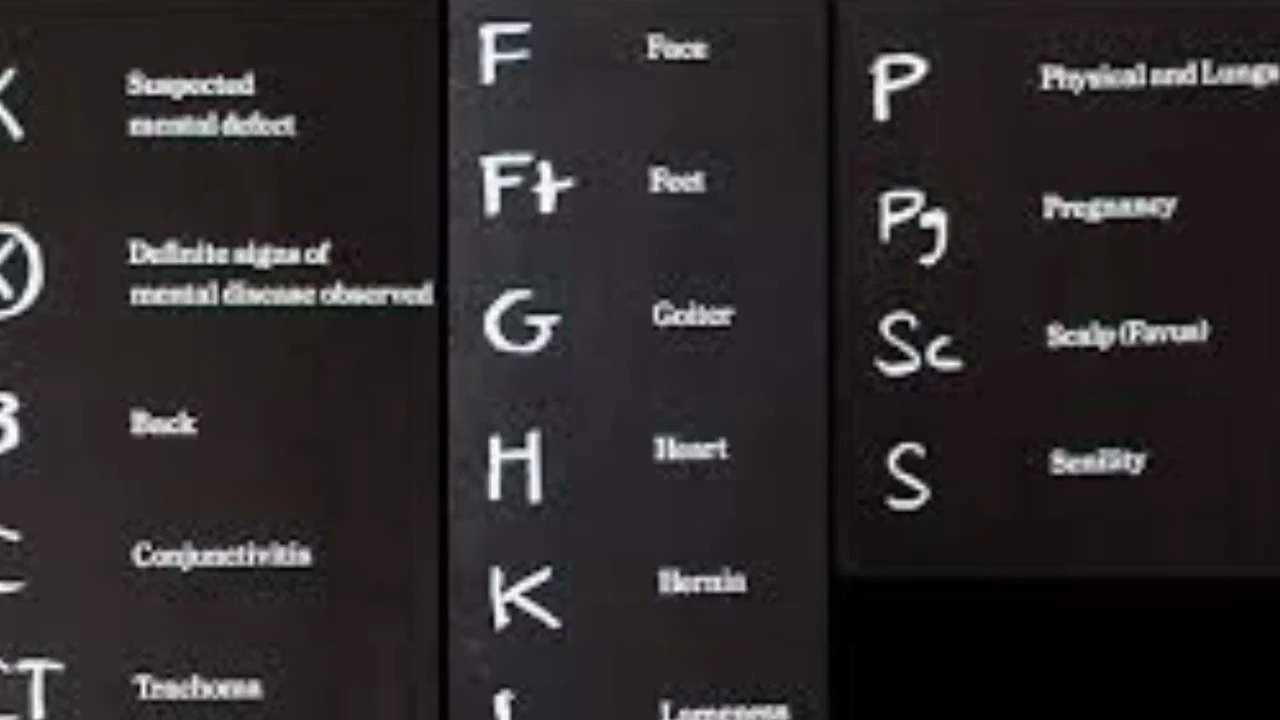 X
Suspected
mental defect
X
Definite signs of
mental disease observed
B
Back
C
Conjunctivitis
CT
Trachoma
F
Face
Ft
Feet
G
Goiter
H
Heart
K
Hernia
L
Lameness
P
Physical and Lungs
Pg
Pregnancy
Sc
Scalp (Favus)
S
Senility